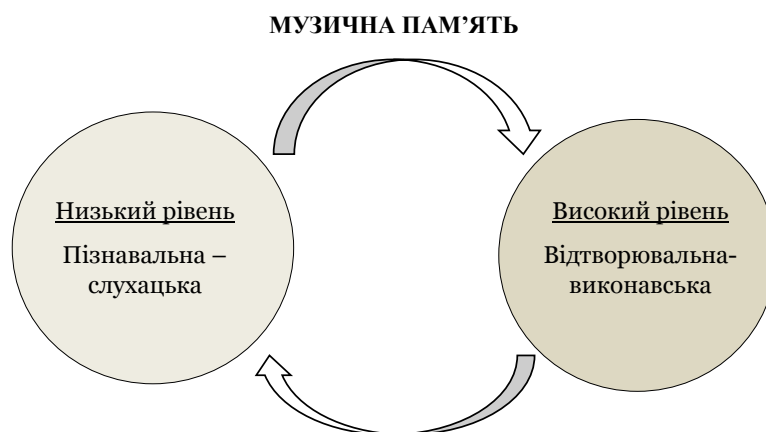 МУЗИЧНА ПАМ’ЯТЬ
Низький рівень
Пізнавальна –
слухацька
Високий рівень
Відтворювальна-
виконавська